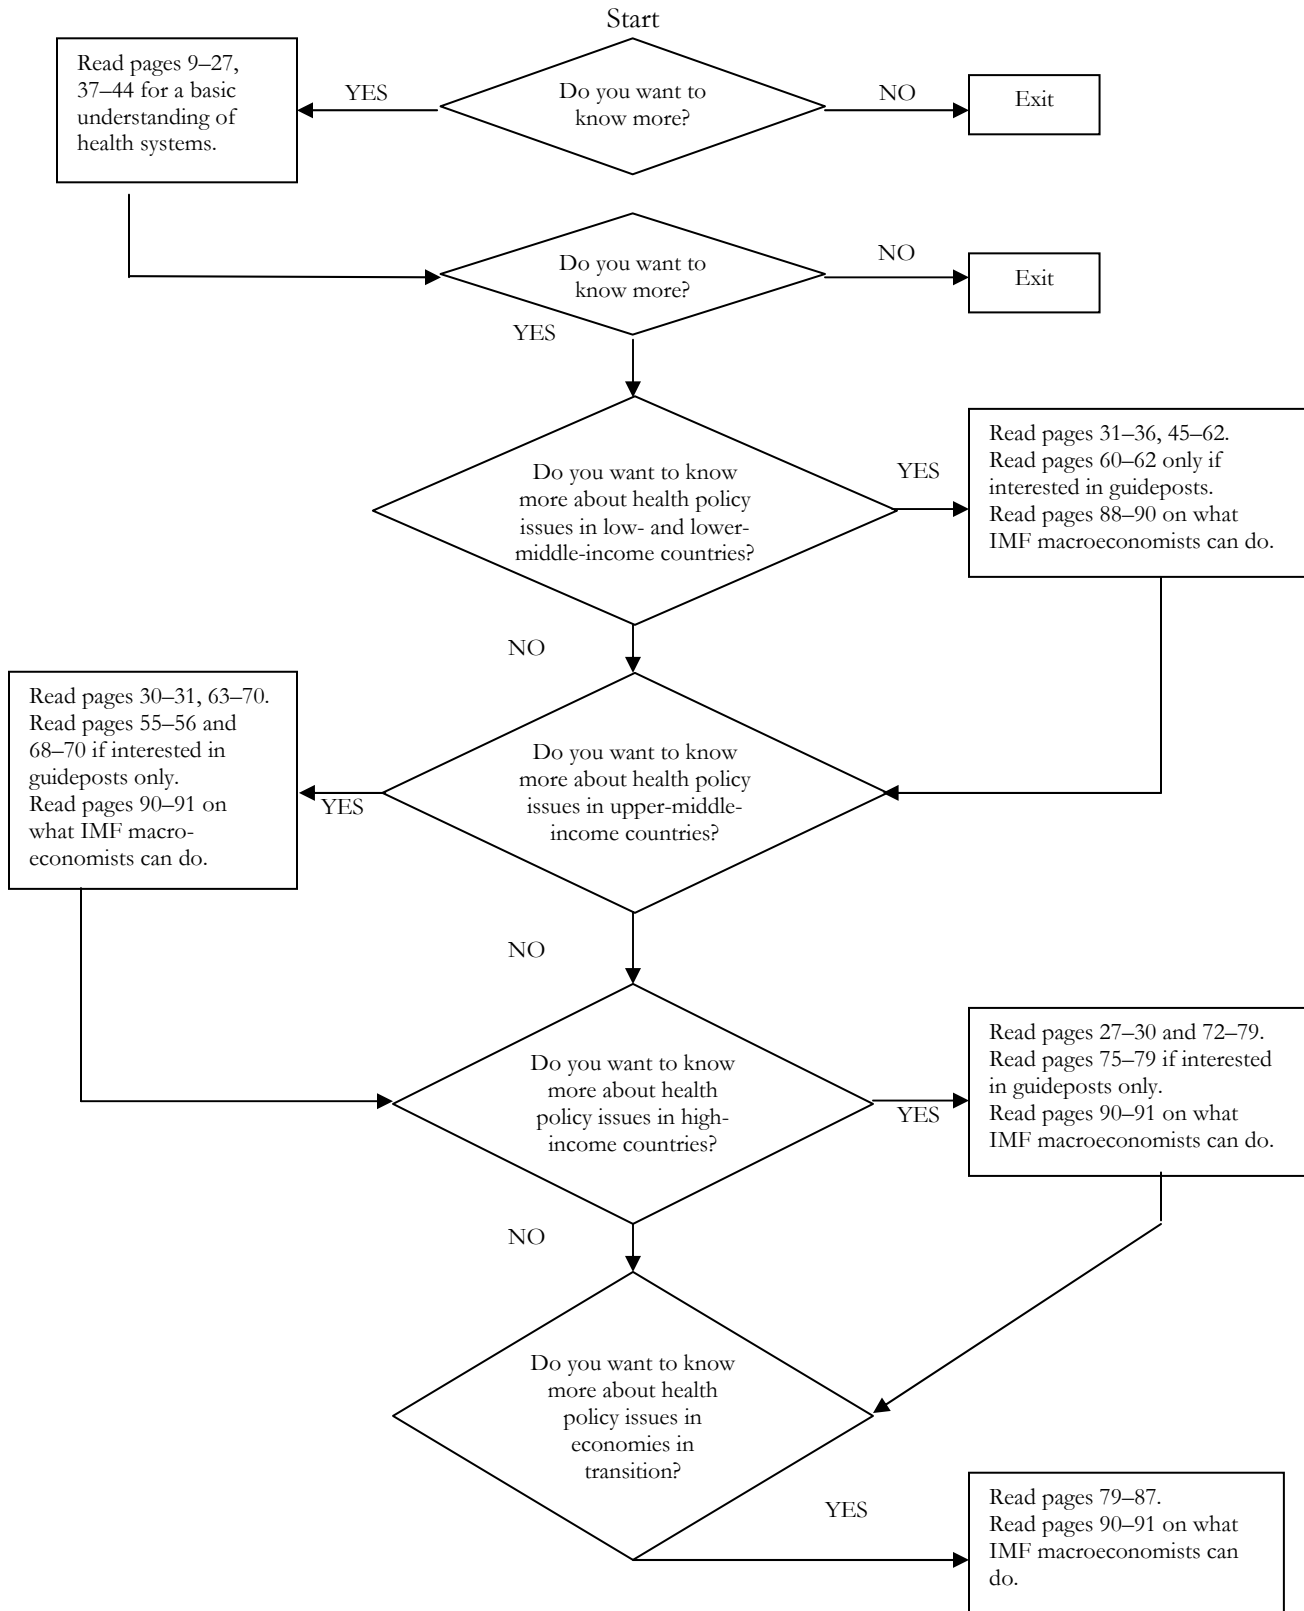 Start
Read pages 9–27,
37–44 for a basic
understanding of
health systems.
YES
Do you want to
know more?
NO
Exit
Do you want to
know more?
NO
Exit
YES
Do you want to know
more about health policy
issues in low- and lower-
middle-income countries?
YES
Read pages 31–36, 45–62.
Read pages 60–62 only if
interested in guideposts.
Read pages 88–90 on what
IMF macroeconomists can do.
NO
Read pages 30–31, 63–70.
Read pages 55–56 and
68–70 if interested in
guideposts only.
Read pages 90–91 on
what IMF macro-
economists can do.
YES
Do you want to know
more about health policy
issues in upper-middle-
income countries?
NO
Do you want to know
more about health
policy issues in high-
income countries?
YES
Read pages 27–30 and 72–79.
Read pages 75–79 if interested
in guideposts only.
Read pages 90–91 on what
IMF macroeconomists can do.
NO
Do you want to know
more about health
policy issues in
economies in
transition?
YES
Read pages 79–87.
Read pages 90–91 on what
IMF macroeconomists can
do.